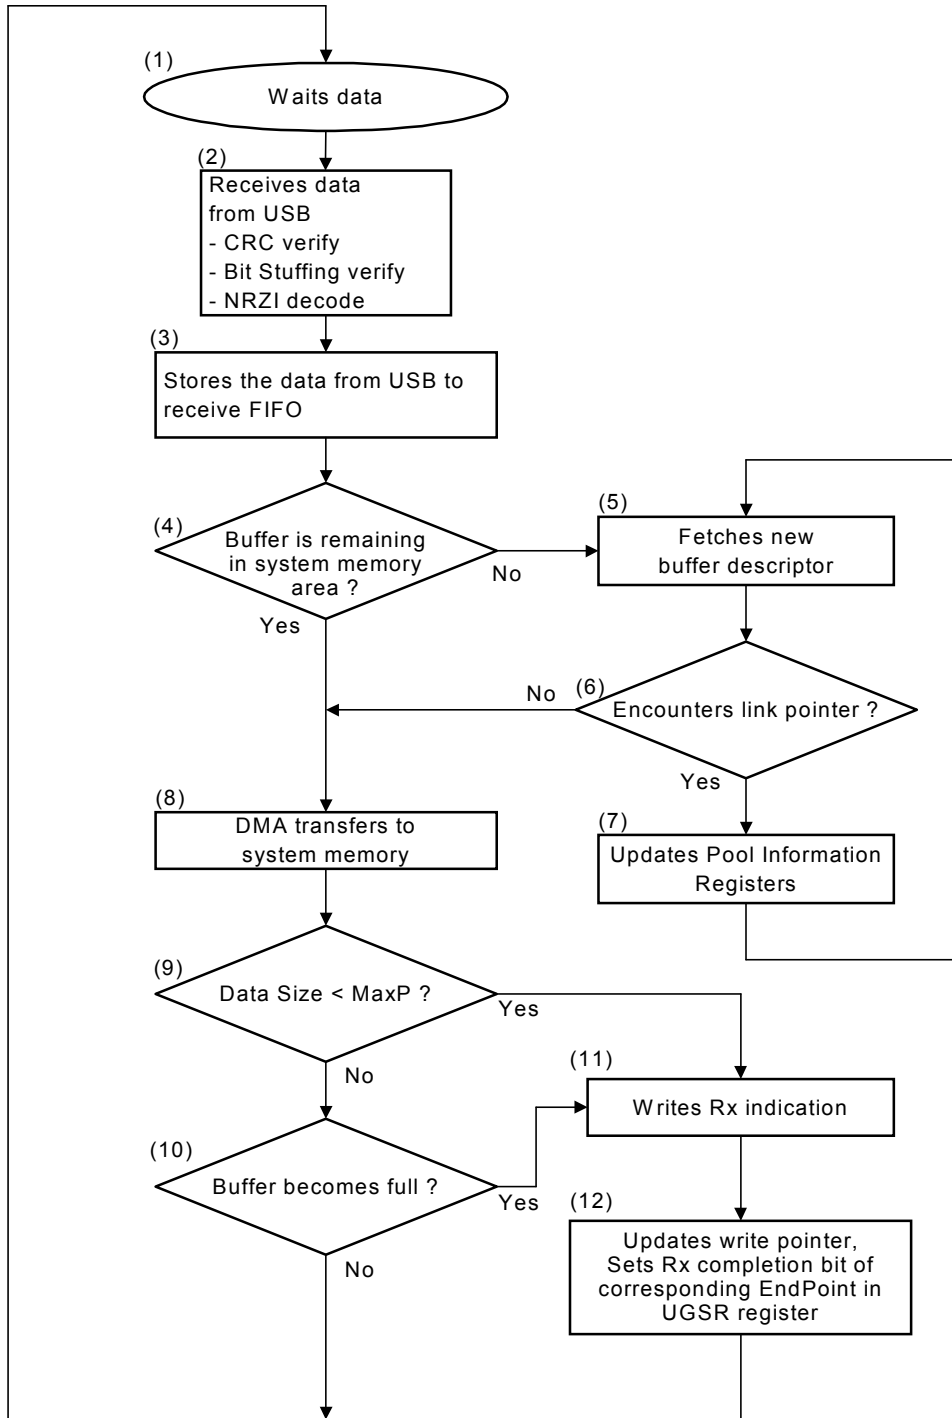 (1)
Waits data
(2)
Receives data
from USB
- CRC verify
- Bit Stuffing verify
- NRZI decode
(3)
Stores the data from USB to
receive FIFO
(4)
Buffer is remaining
in system memory
area ?
No
Yes
(5)
Fetches new
buffer descriptor
(6)
Encounters link pointer ?
No
Yes
(7)
Updates Pool Information
Registers
(8)
DMA transfers to
system memory
(9)
Data Size < MaxP ?
Yes
No
(10)
Buffer becomes full ?
Yes
No
(11)
Writes Rx indication
(12)
Updates write pointer,
Sets Rx completion bit of
corresponding EndPoint in
UGSR register